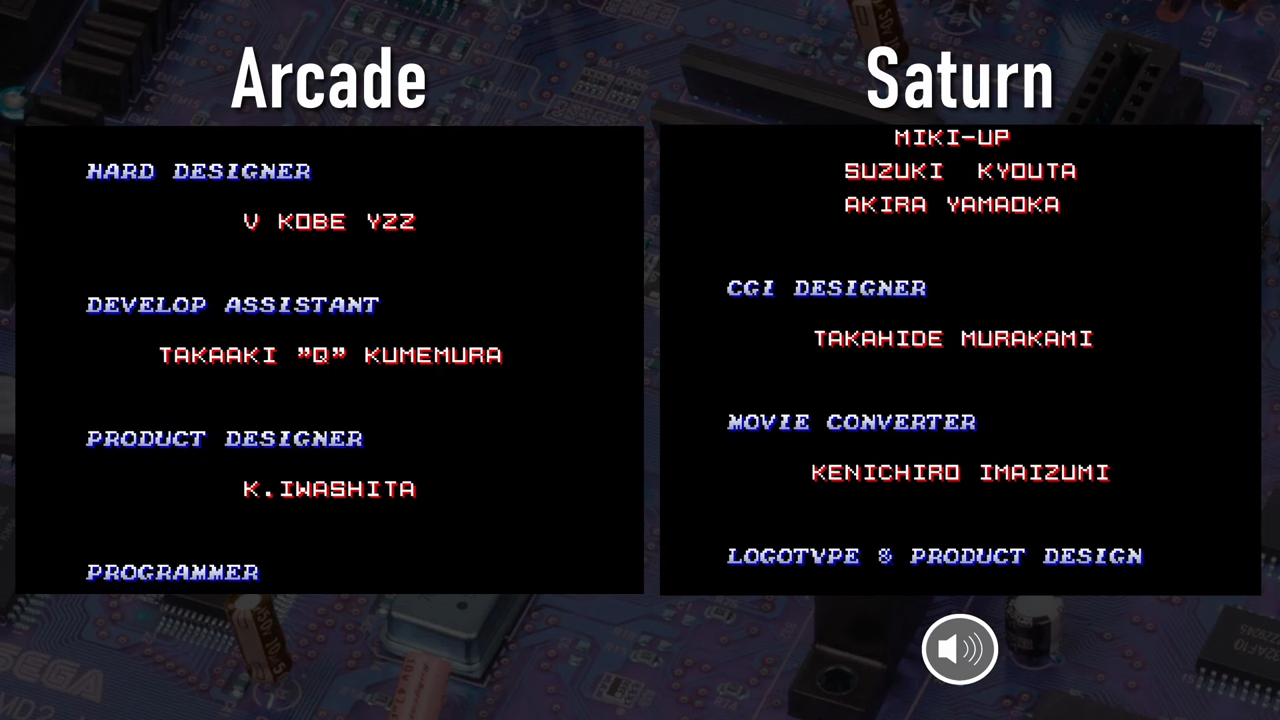 Arcade
HARD DESIGNER
V KOBE YZZ
DEVELOP ASSISTANT
TAKAAKI "Q" KUMEMURA
PRODUCT DESIGNER
K.IWASHITA
PROGRAMMER
Saturn
MIKI-UP
SUZUKI KYOUTA
AKIRA YAMAOKA
CGI DESIGNER
TAKAHIDE MURAKAMI
MOVIE CONVERTER
KENICHIRO IMAIZUMI
LOGOTYPE & PRODUCT DESIGN
SEGA